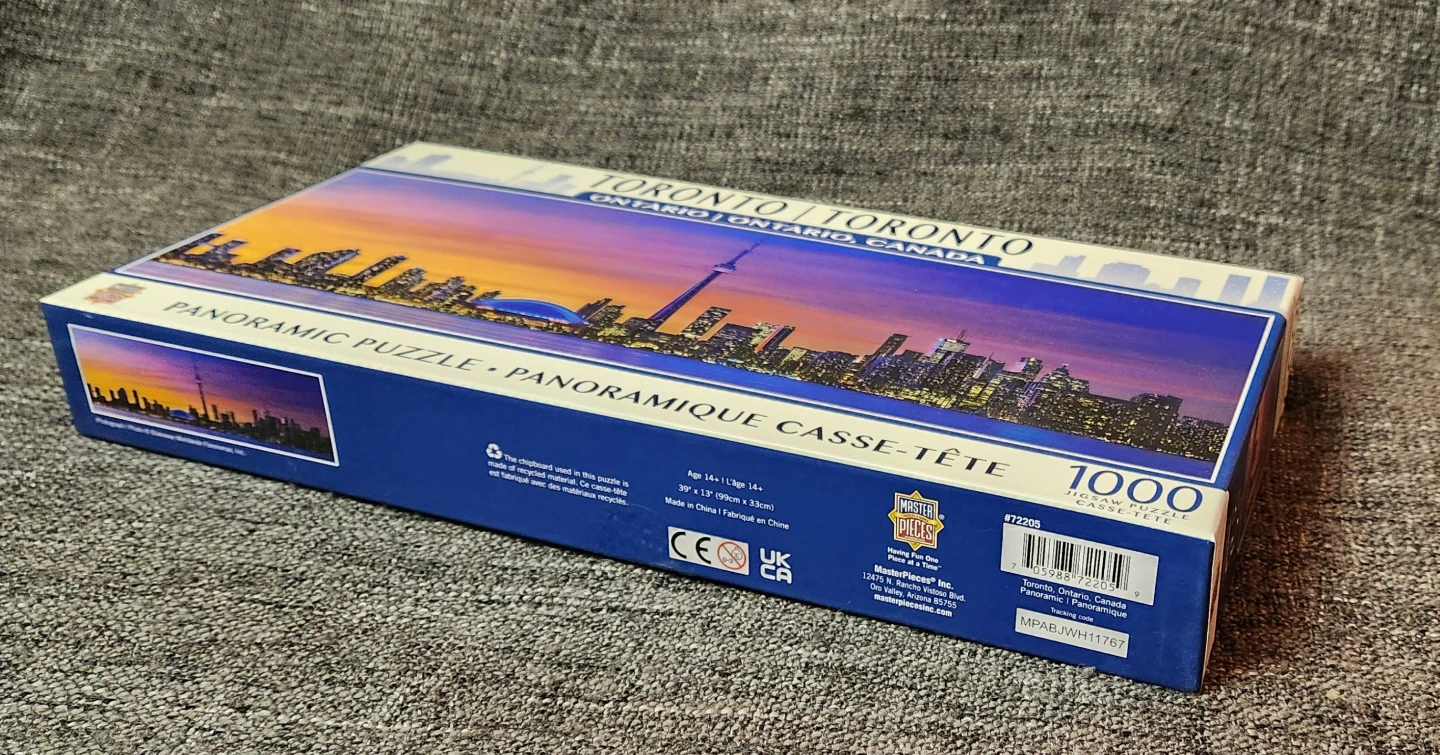 TORONTO | TORONTO
ONTARIO | ONTARIO, CANADA
PANORAMIC PUZZLE • PANORAMIQUE CASSE-TÊTE
1000
JIGSAW PUZZLE
CASSE-TÊTE
The chipboard used in this puzzle is
made of recycled material. Ce casse-tête
est fabriqué avec des matériaux recyclés.
Age 14+ | L'âge 14+
39" x 13" (99cm x 33cm)
Made in China | Fabriqué en Chine
CE
0-3
UK
CA
MASTER
PIECES
Having Fun One
Piece at a Time™
MasterPieces® Inc.
12475 N. Rancho Vistoso Blvd.
Oro Valley, Arizona 85755
masterpiecesinc.com
#72205
7 05988 72205 9
Toronto, Ontario, Canada
Panoramic | Panoramique
Tracking code
MPABJWH11767